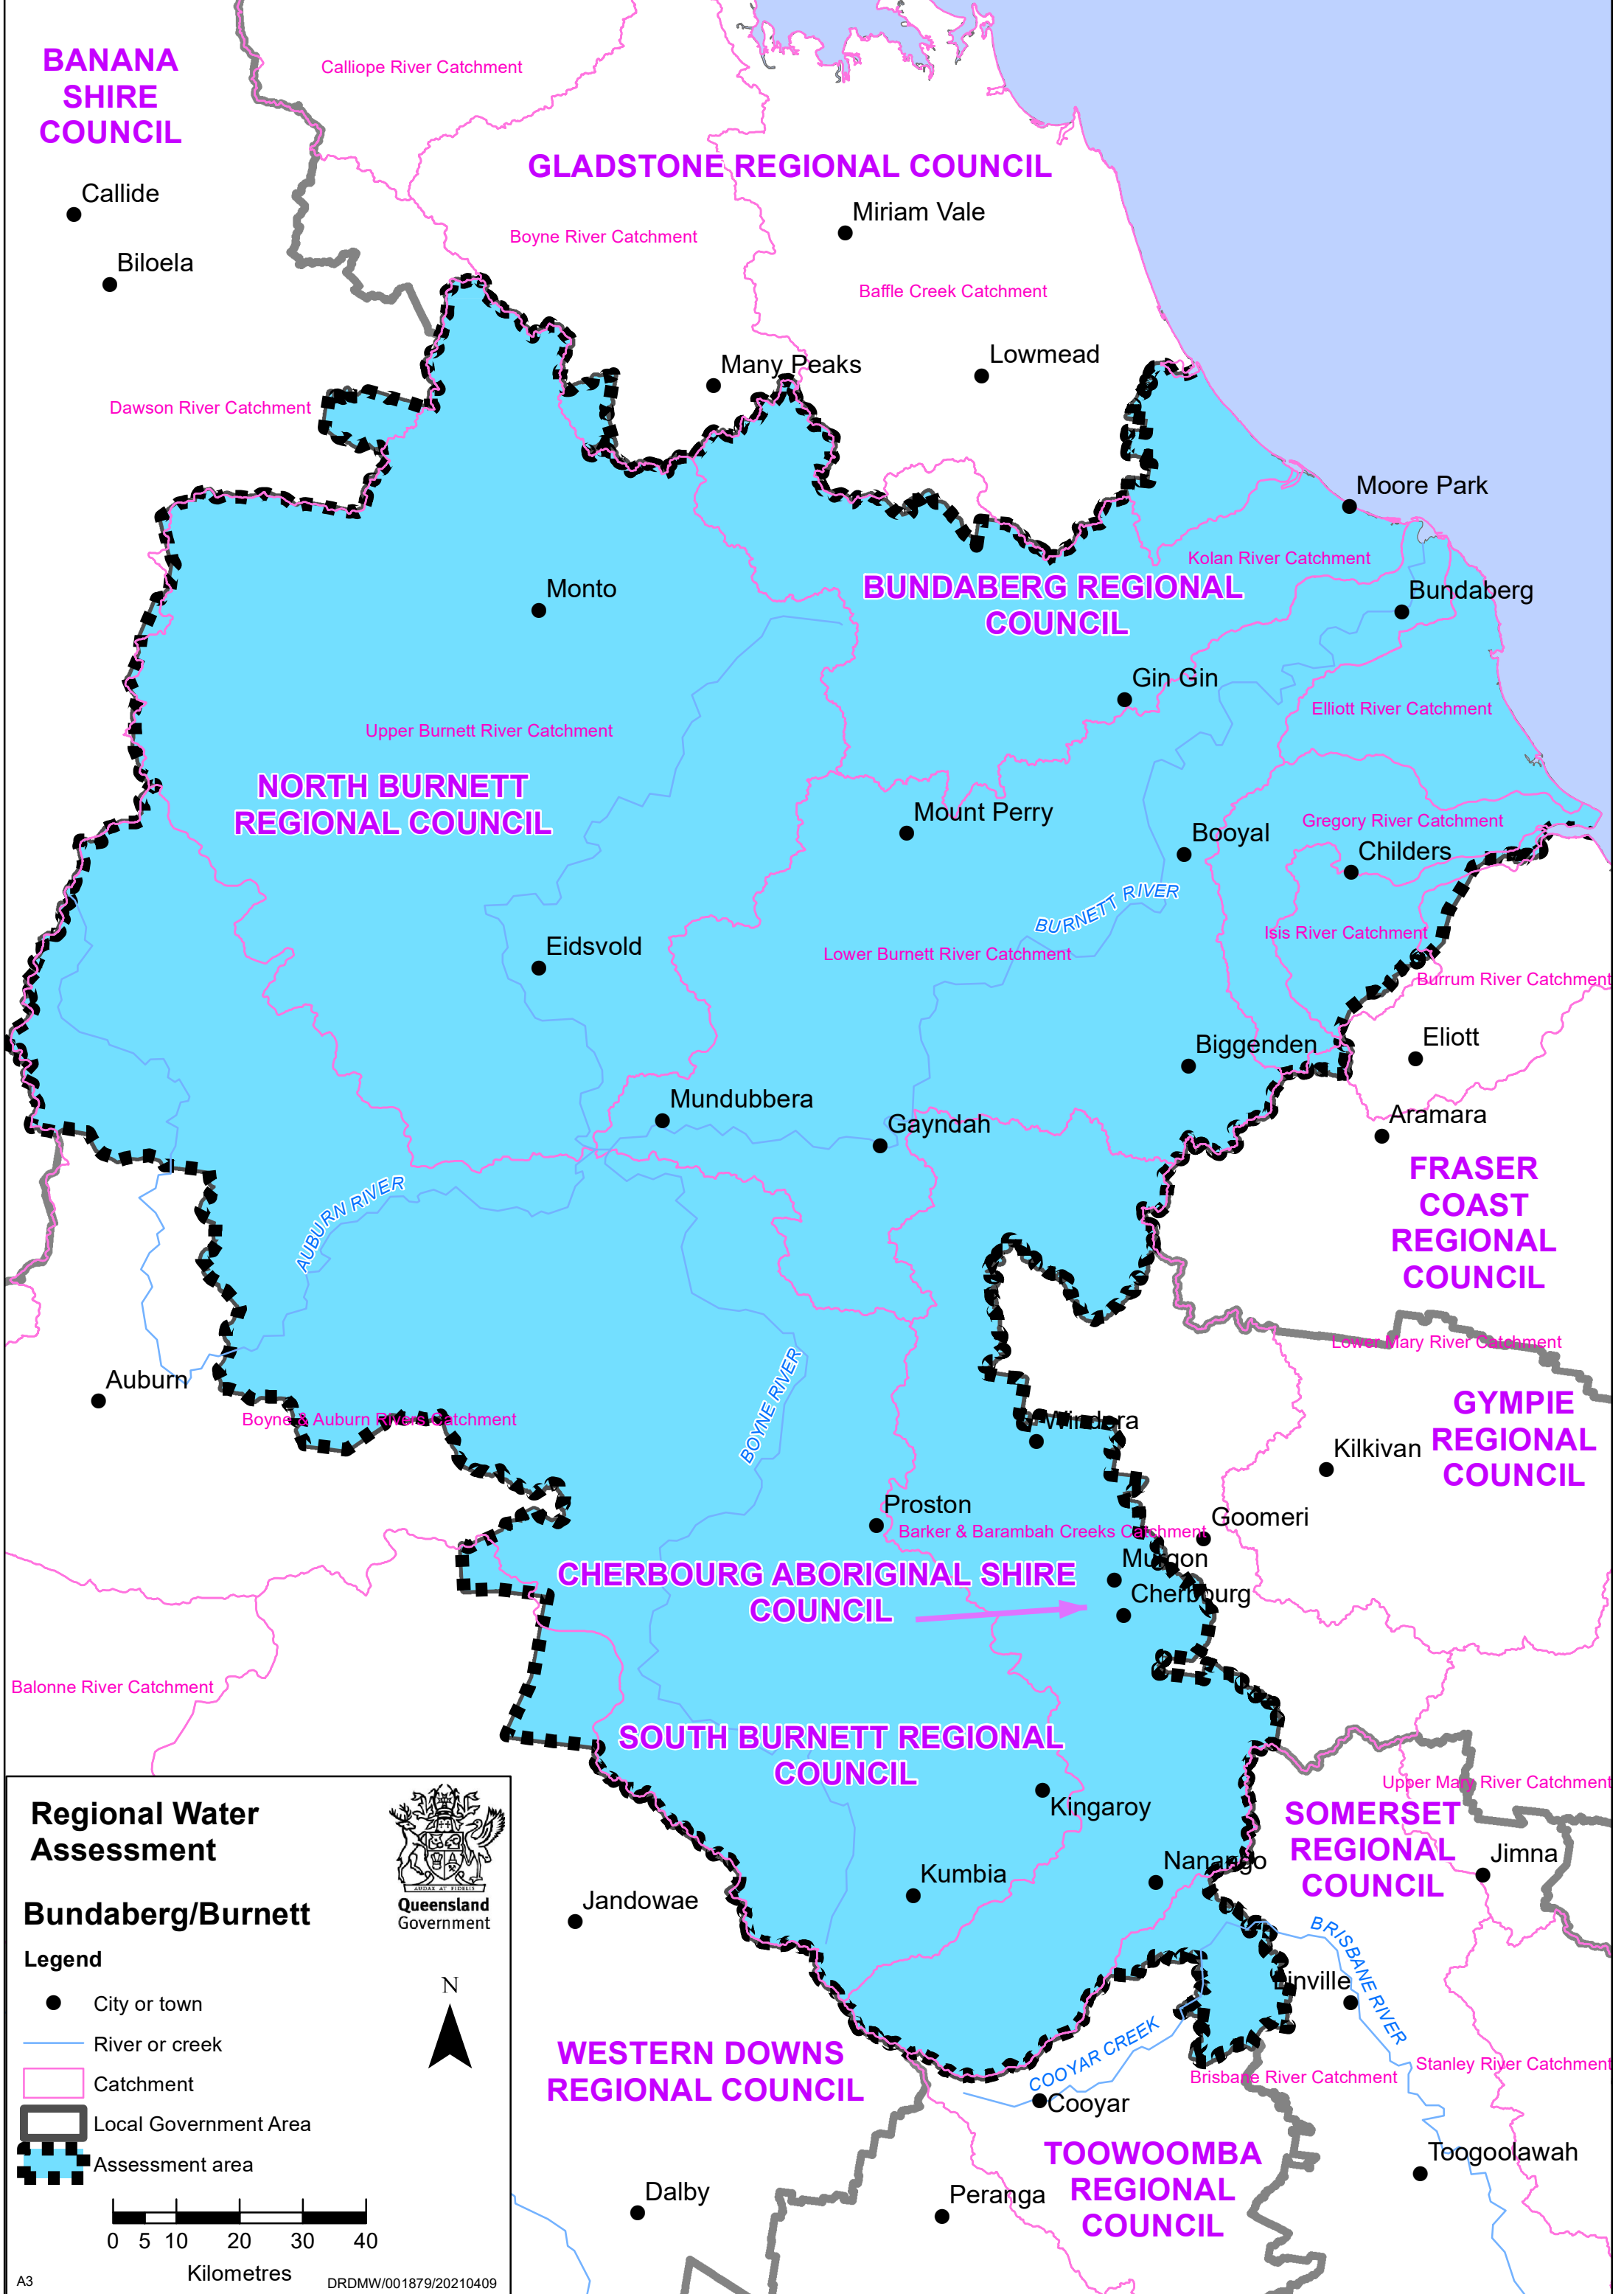 BANANA
SHIRE
COUNCIL
Calliope River Catchment
GLADSTONE REGIONAL COUNCIL
Callide
Miriam Vale
Boyne River Catchment
Biloela
Baffle Creek Catchment
Lowmead
Many Peaks
Dawson River Catchment
Moore Park
Kolan River Catchment
BUNDABERG REGIONAL
COUNCIL
Monto
Bundaberg
Gin Gin
Elliott River Catchment
Upper Burnett River Catchment
NORTH BURNETT
REGIONAL COUNCIL
Mount Perry
Gregory River Catchment
Booyal
Childers
BURNETT RIVER
Isis River Catchment
Eidsvold
Lower Burnett River Catchment
Burrum River Catchment
Eliott
Biggenden
Mundubbera
Gayndah
Aramara
FRASER
COAST
REGIONAL
COUNCIL
AUBURN RIVER
Lower Mary River Catchment
Auburn
BOYNE RIVER
Boyne & Auburn Rivers Catchment
Windera
GYMPIE
REGIONAL
COUNCIL
Kilkivan
Proston
Goomeri
Barker & Barambah Creeks Catchment
Murgon
CHERBOURG ABORIGINAL SHIRE
COUNCIL
Cherbourg
Balonne River Catchment
SOUTH BURNETT REGIONAL
COUNCIL
Upper Mary River Catchment
Kingaroy
SOMERSET
REGIONAL
COUNCIL
Jimna
Nanango
Kumbia
Jandowae
BRISBANE RIVER
Linville
COOYAR CREEK
WESTERN DOWNS
REGIONAL COUNCIL
Stanley River Catchment
Brisbane River Catchment
Cooyar
TOOWOOMBA
REGIONAL
COUNCIL
Toogoolawah
Dalby
Peranga
Regional Water
Assessment
Bundaberg/Burnett
AUDAX AT FIDELIS
Queensland
Government
Legend
N
City or town
River or creek
Catchment
Local Government Area
Assessment area
0 5 10 20 30 40
Kilometres
A3
DRDMW/001879/20210409